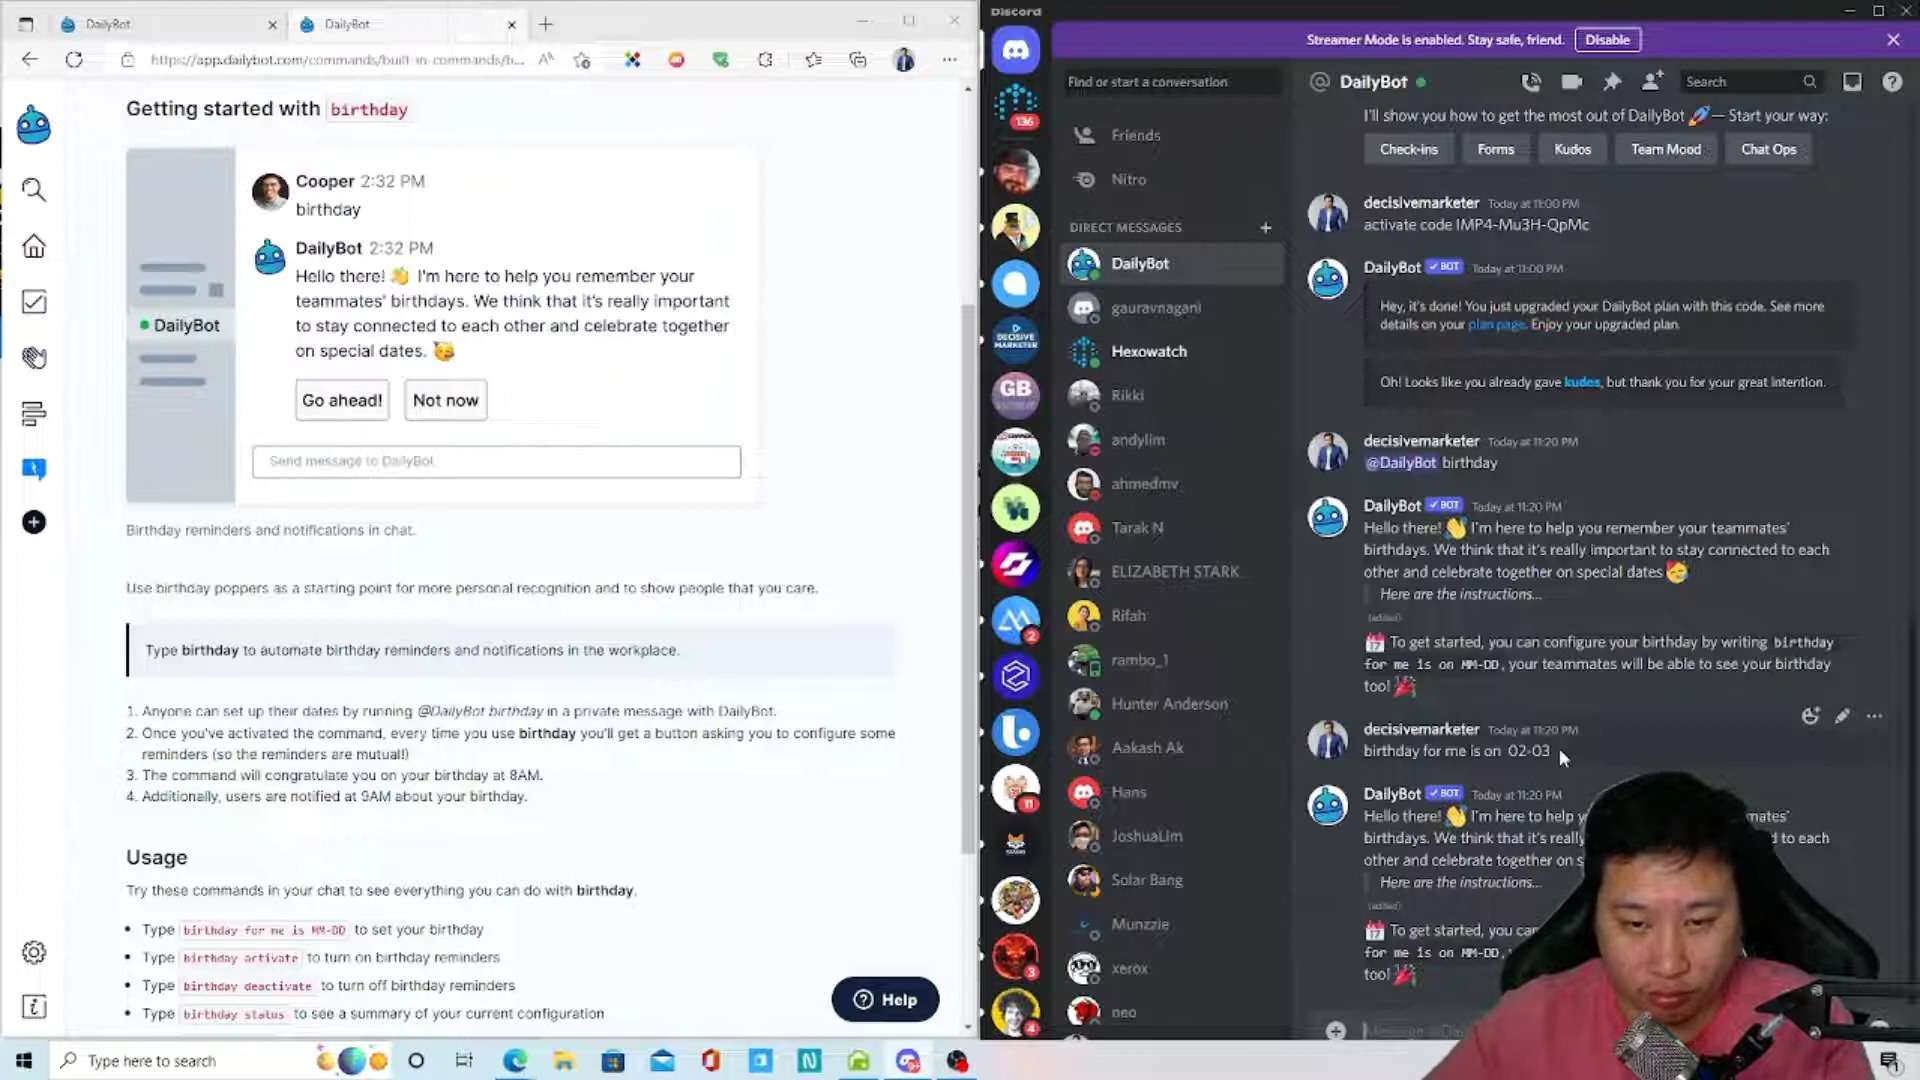 DailyBot
DailyBot
https://app.dailybot.com/commands/built-in-commands/b...
Getting started with birthday
Cooper 2:32 PM
birthday
DailyBot 2:32 PM
Hello there! 👋 I'm here to help you remember your
teammates' birthdays. We think that it's really important
to stay connected to each other and celebrate together
on special dates. 🥳
DailyBot
Go ahead!
Not now
Send message to DailyBot
Birthday reminders and notifications in chat.
Use birthday poppers as a starting point for more personal recognition and to show people that you care.
Type birthday to automate birthday reminders and notifications in the workplace.
1. Anyone can set up their dates by running @DailyBot birthday in a private message with DailyBot.
2. Once you've activated the command, every time you use birthday you'll get a button asking you to configure some
reminders (so the reminders are mutual!)
3. The command will congratulate you on your birthday at 8AM.
4. Additionally, users are notified at 9AM about your birthday.
Usage
Try these commands in your chat to see everything you can do with birthday.
• Type birthday for me is MM-DD to set your birthday
• Type birthday activate to turn on birthday reminders
• Type birthday deactivate to turn off birthday reminders
• Type birthday status to see a summary of your current configuration
Help
Type here to search
Discord
Streamer Mode is enabled. Stay safe, friend.
Disable
136
DECISIVE
MARKETER
GB
2
11
3
4
Find or start a conversation
Friends
Nitro
DIRECT MESSAGES
DailyBot
gauravnagani
Hexowatch
Rikki
andylim
ahmedmv
Tarak N
ELIZABETH STARK
Rifah
rambo_1
Hunter Anderson
Aakash Ak
Hans
JoshuaLim
Solar Bang
Munzzie
xerox
neo
DailyBot
Search
I'll show you how to get the most out of DailyBot 🚀 — Start your way:
Check-ins
Forms
Kudos
Team Mood
Chat Ops
decisivemarketer Today at 11:00 PM
activate code IMP4-Mu3H-QpMc
DailyBot BOT Today at 11:00 PM
Hey, it's done! You just upgraded your DailyBot plan with this code. See more
details on your plan page. Enjoy your upgraded plan.
Oh! Looks like you already gave kudos, but thank you for your great intention.
decisivemarketer Today at 11:20 PM
@DailyBot birthday
DailyBot BOT Today at 11:20 PM
Hello there! 👋 I'm here to help you remember your teammates'
birthdays. We think that it's really important to stay connected to each
other and celebrate together on special dates 🥳
Here are the instructions...
(edited)
📅 To get started, you can configure your birthday by writing birthday
for me is on MM-DD, your teammates will be able to see your birthday
too! 🎉
decisivemarketer Today at 11:20 PM
birthday for me is on 02-03
DailyBot BOT Today at 11:20 PM
Hello there! 👋 I'm here to help y mates'
birthdays. We think that it's really d to each
other and celebrate together on s
Here are the instructions...
(edited)
📅 To get started, you can
for me is on MM-DD,
too! 🎉